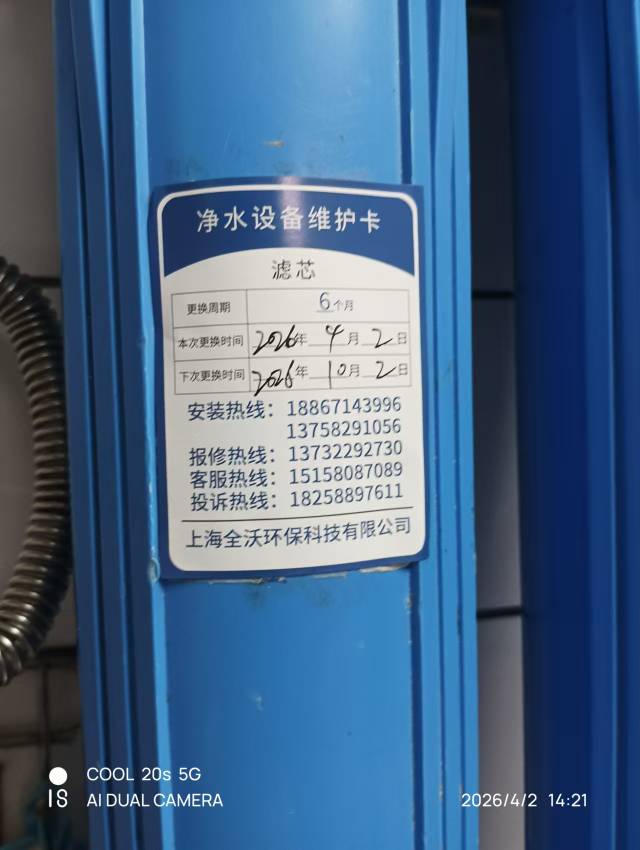 净水设备维护卡
滤芯
更换周期 6个月
本次更换时间 2026年 4月 2日
下次更换时间 2026年 10月 2日
安装热线：18867143996
13758291056
报修热线：13732292730
客服热线：15158087089
投诉热线：18258897611
上海全沃环保科技有限公司
COOL 20s 5G
AI DUAL CAMERA
2026/4/2 14:21